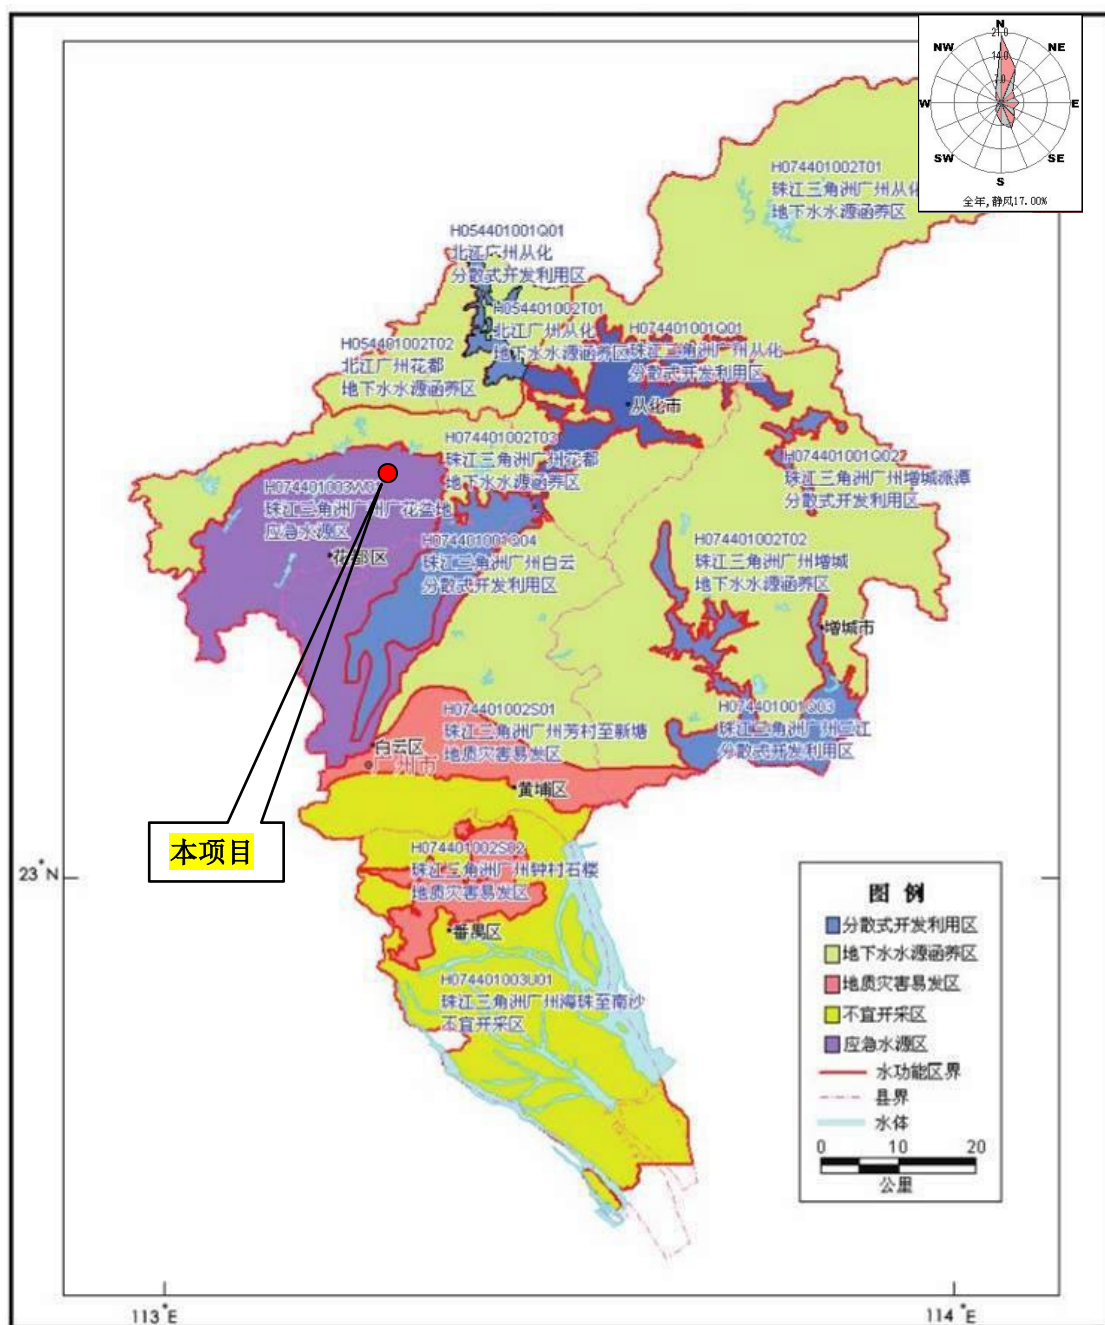 N
21.0
14.0
7.0
NW
NE
W
E
SW
SE
S
全年,静风17.00%
H074401002T01
珠江三角洲广州从化
地下水水源涵养区
H054401001Q01
北江广州从化
分散式开发利用区
H054401002T01
北江广州从化
地下水水源涵养区
H074401001Q01
珠江三角洲广州从化
分散式开发利用区
H054401002T02
北江广州花都
地下水水源涵养区
从化市
H074401002T03
珠江三角洲广州花都
地下水水源涵养区
H074401001Q02
珠江三角洲广州增城派潭
分散式开发利用区
H074401003W01
珠江三角洲广州广花盆地
应急水源区
花都区
H074401001Q04
珠江三角洲广州白云
分散式开发利用区
H074401002T02
珠江三角洲广州增城
地下水水源涵养区
增城市
H074401002S01
珠江三角洲广州芳村至新塘
地质灾害易发区
H074401001Q03
珠江三角洲广州三江
分散式开发利用区
白云区
广州市
黄埔区
本项目
H074401002S02
珠江三角洲广州钟村石楼
地质灾害易发区
番禺区
H074401003U01
珠江三角洲广州海珠至南沙
不宜开采区
23°N
图 例
分散式开发利用区
地下水水源涵养区
地质灾害易发区
不宜开采区
应急水源区
水功能区界
县界
水体
0 10 20
公里
113°E
114°E